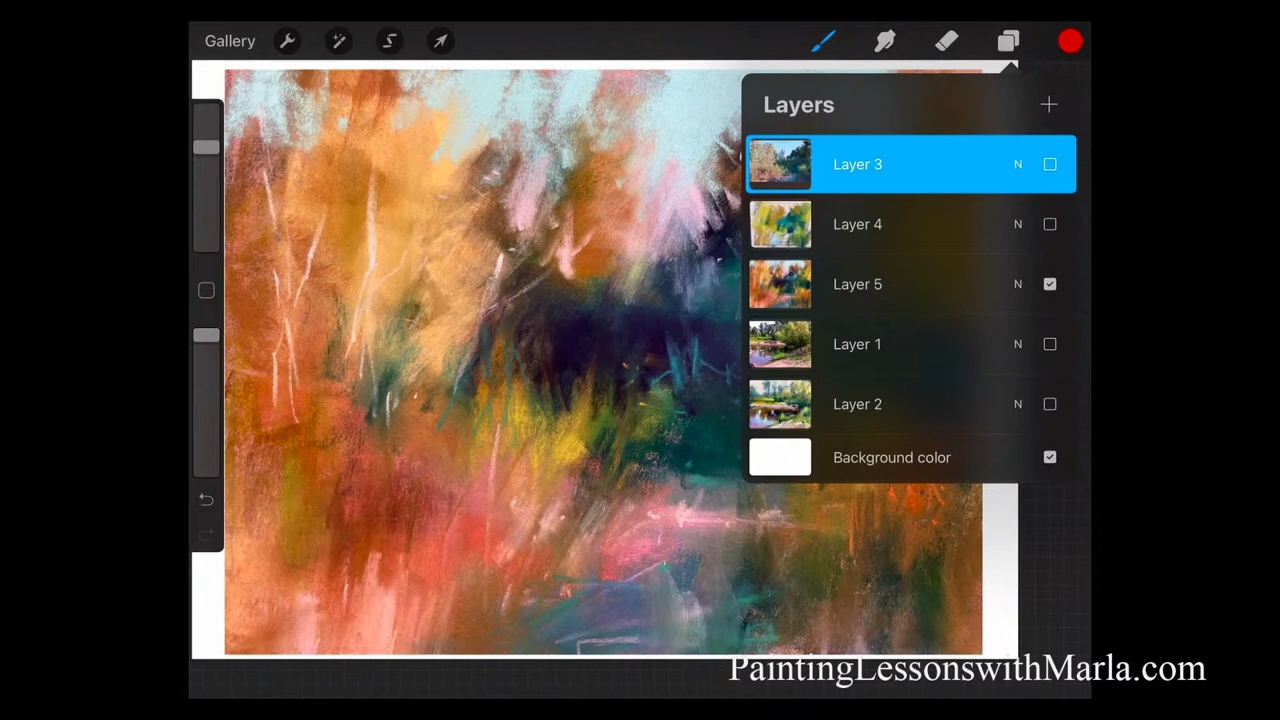 Gallery
Layers
Layer 3 N
Layer 4 N
Layer 5 N
Layer 1 N
Layer 2 N
Background color
PaintingLessonswithMarla.com